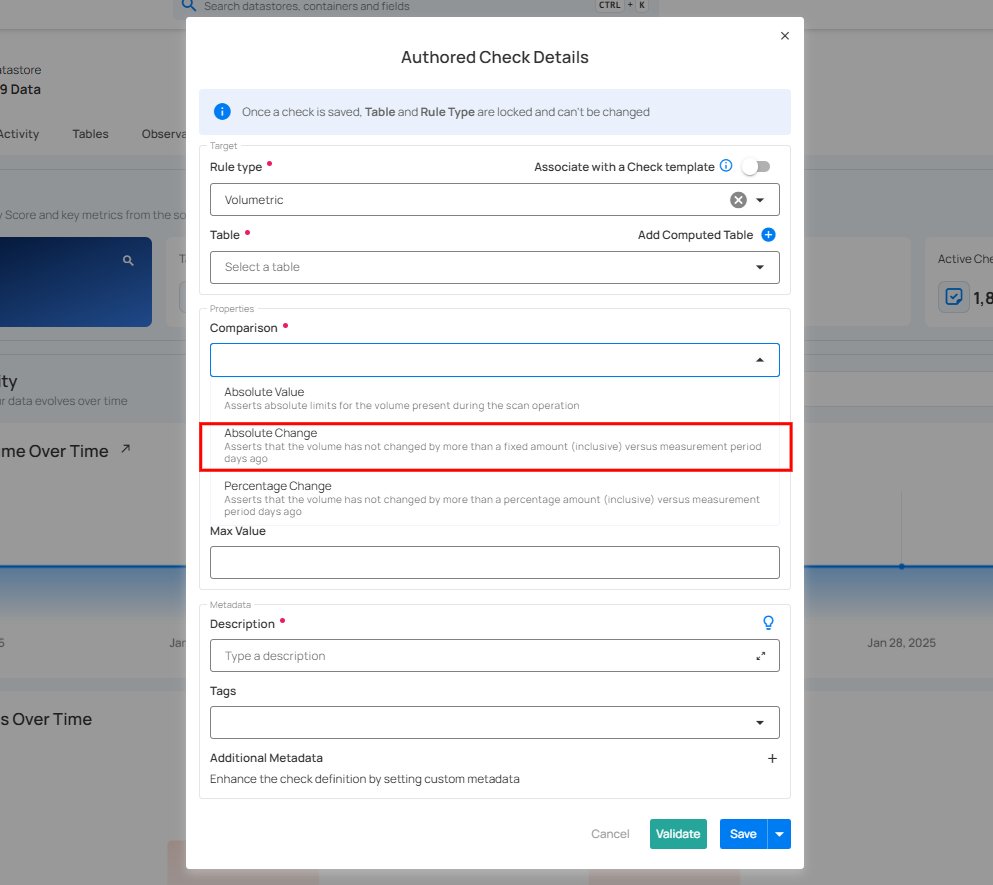 Search datastores, containers and fields
CTRL + K
9 Data
Activity
Tables
Authored Check Details
Once a check is saved, Table and Rule Type are locked and can't be changed
Target
Rule type
Associate with a Check template
Volumetric
Table
Add Computed Table
Select a table
Score and key metrics from the
Active
1,8
Properties
Comparison
Absolute Value
Asserts absolute limits for the volume present during the scan operation
Absolute Change
Asserts that the volume has not changed by more than a fixed amount (inclusive) versus measurement period
days ago
Percentage Change
Asserts that the volume has not changed by more than a percentage amount (inclusive) versus measurement
period days ago
Max Value
data evolves over time
me Over Time
Metadata
Description
Type a description
Jan 28, 2025
Tags
s Over Time
Additional Metadata
Enhance the check definition by setting custom metadata
Cancel
Validate
Save